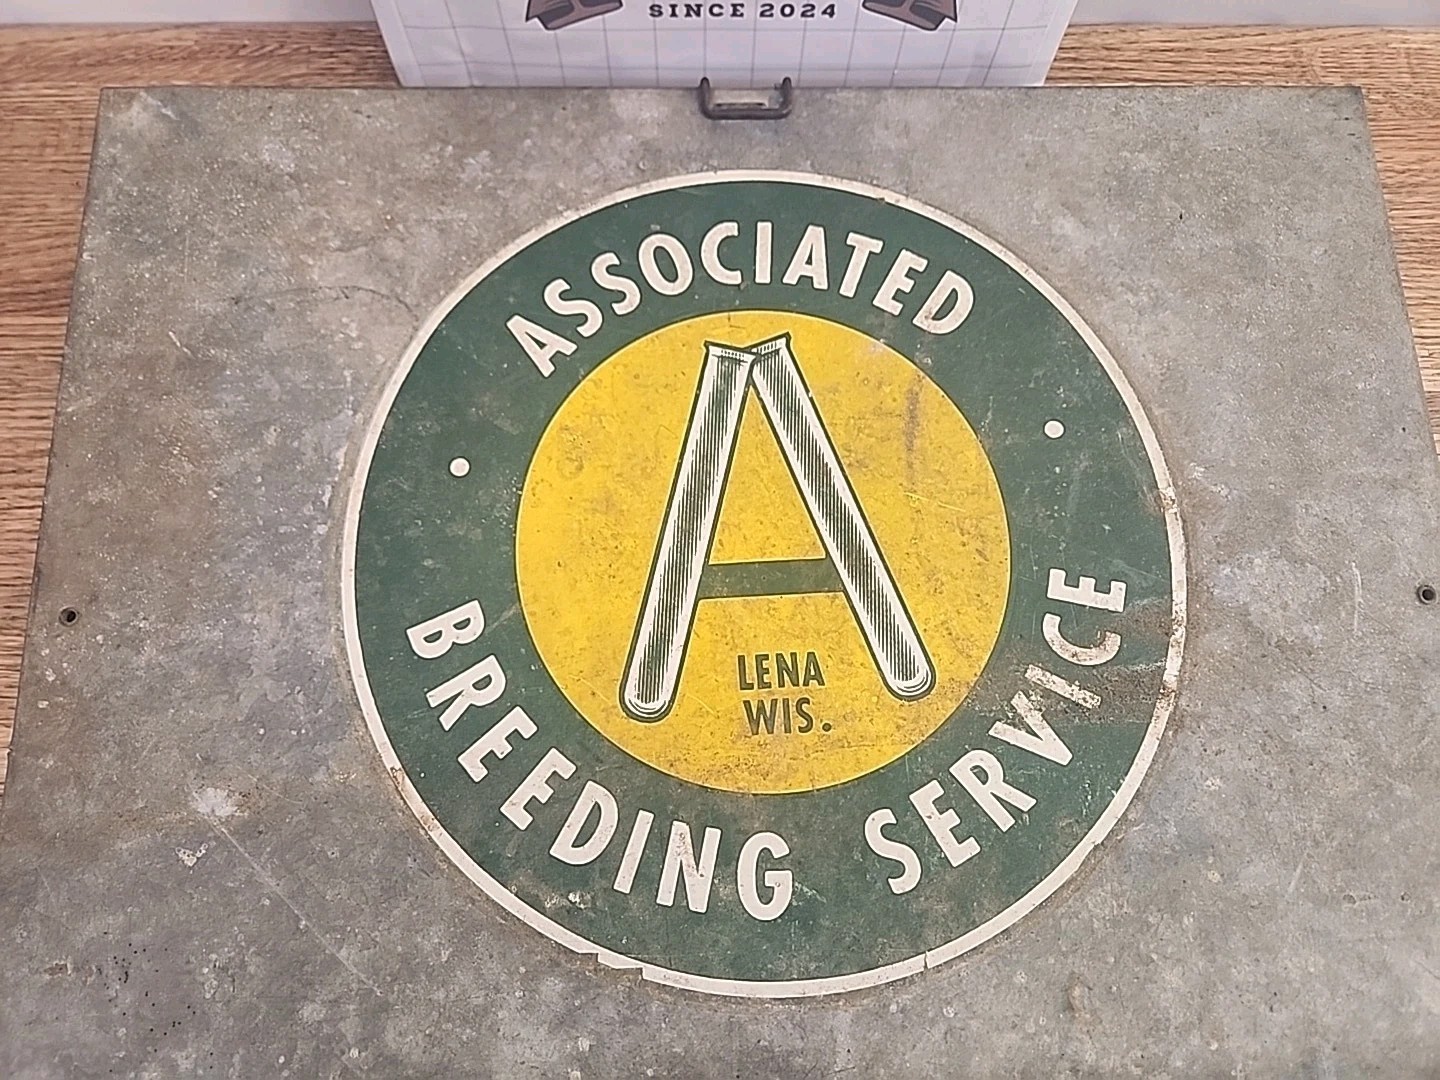 SINCE 2024
ASSOCIATED
A
LENA
WIS.
BREEDING SERVICE